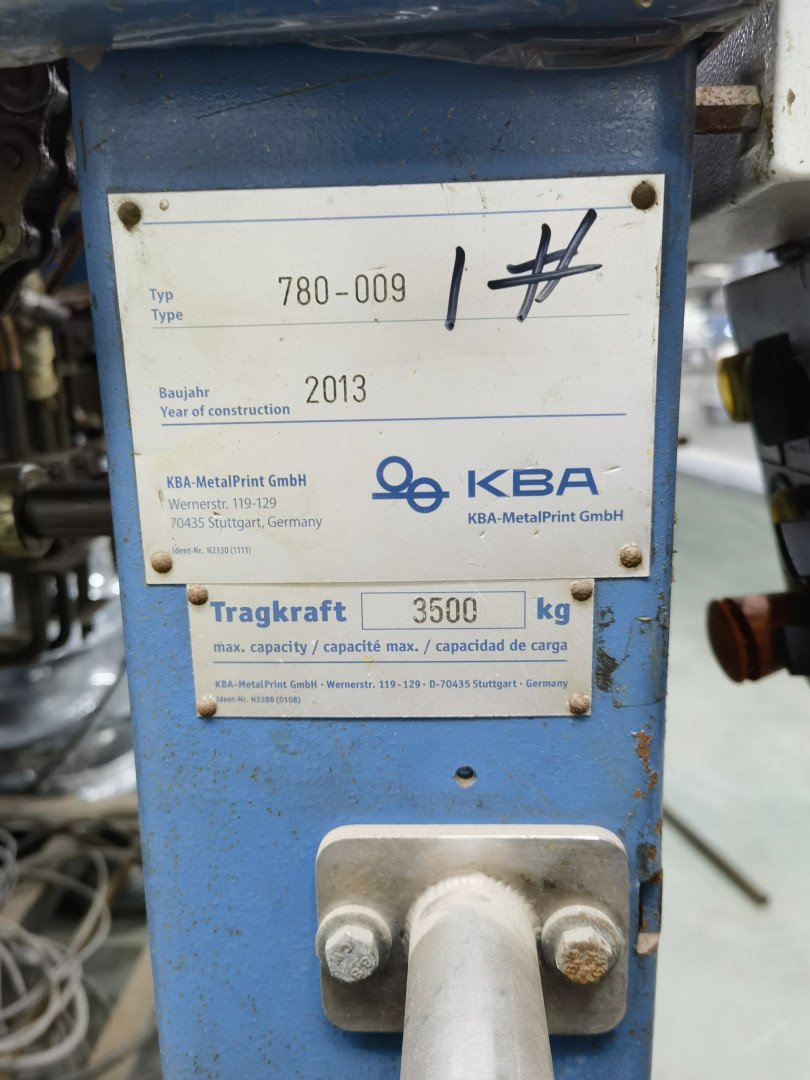 Typ
Type 780-009 1#
Baujahr
Year of construction 2013
KBA-MetalPrint GmbH
Wernerstr. 119-129
70435 Stuttgart, Germany
Ident-Nr. N2330 (1111)
KBA
KBA-MetalPrint GmbH
Tragkraft 3500 kg
max. capacity / capacité max. / capacidad de carga
KBA-MetalPrint GmbH · Wernerstr. 119-129 · D-70435 Stuttgart · Germany
Ident-Nr. N3288 (0108)